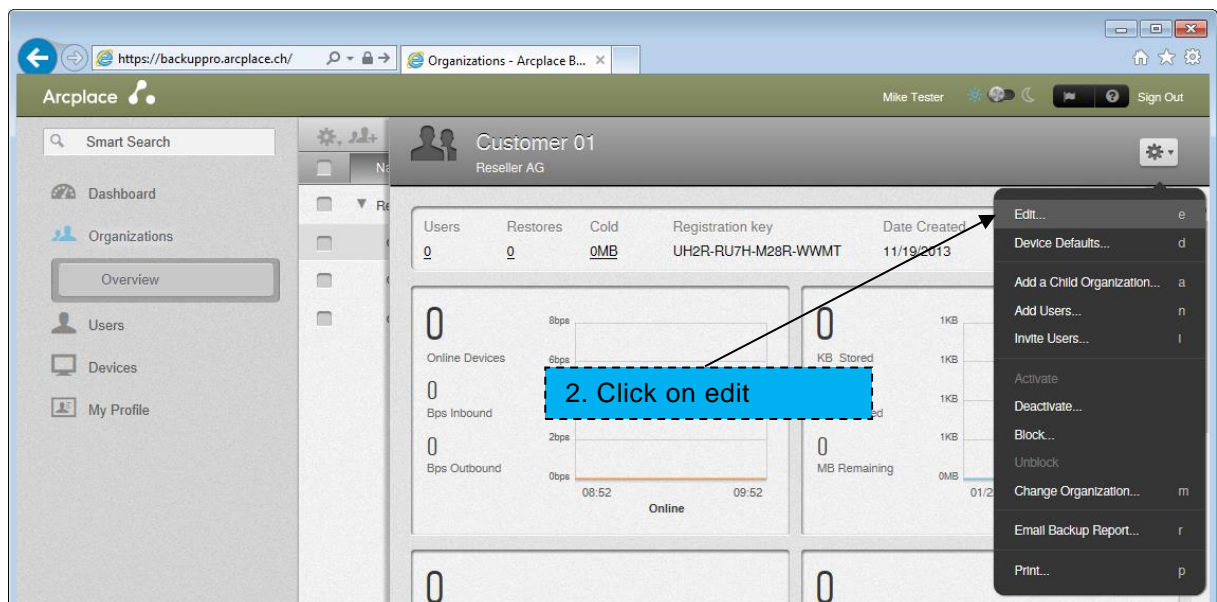 https://backuppro.arcplace.ch/
Organizations - Arcplace B...
Arcplace
Mike Tester
Sign Out
Smart Search
Customer 01
Reseller AG
Na
Dashboard
Re
Organizations
Overview
Users
Devices
My Profile
Users Restores Cold Registration key Date Created
0 0 0MB UH2R-RU7H-M28R-WWMT 11/19/2013
0
Online Devices
0
Bps Inbound
0
Bps Outbound
8bps
6bps
2bps
0bps
08:52 09:52
Online
2. Click on edit
0
KB Stored
0
MB Remaining
1KB
1KB
1KB
1KB
0MB
01/2
0
0
Edit... e
Device Defaults... d
Add a Child Organization... a
Add Users... n
Invite Users... I
Activate
Deactivate...
Block...
Unblock
Change Organization... m
Email Backup Report... r
Print... p